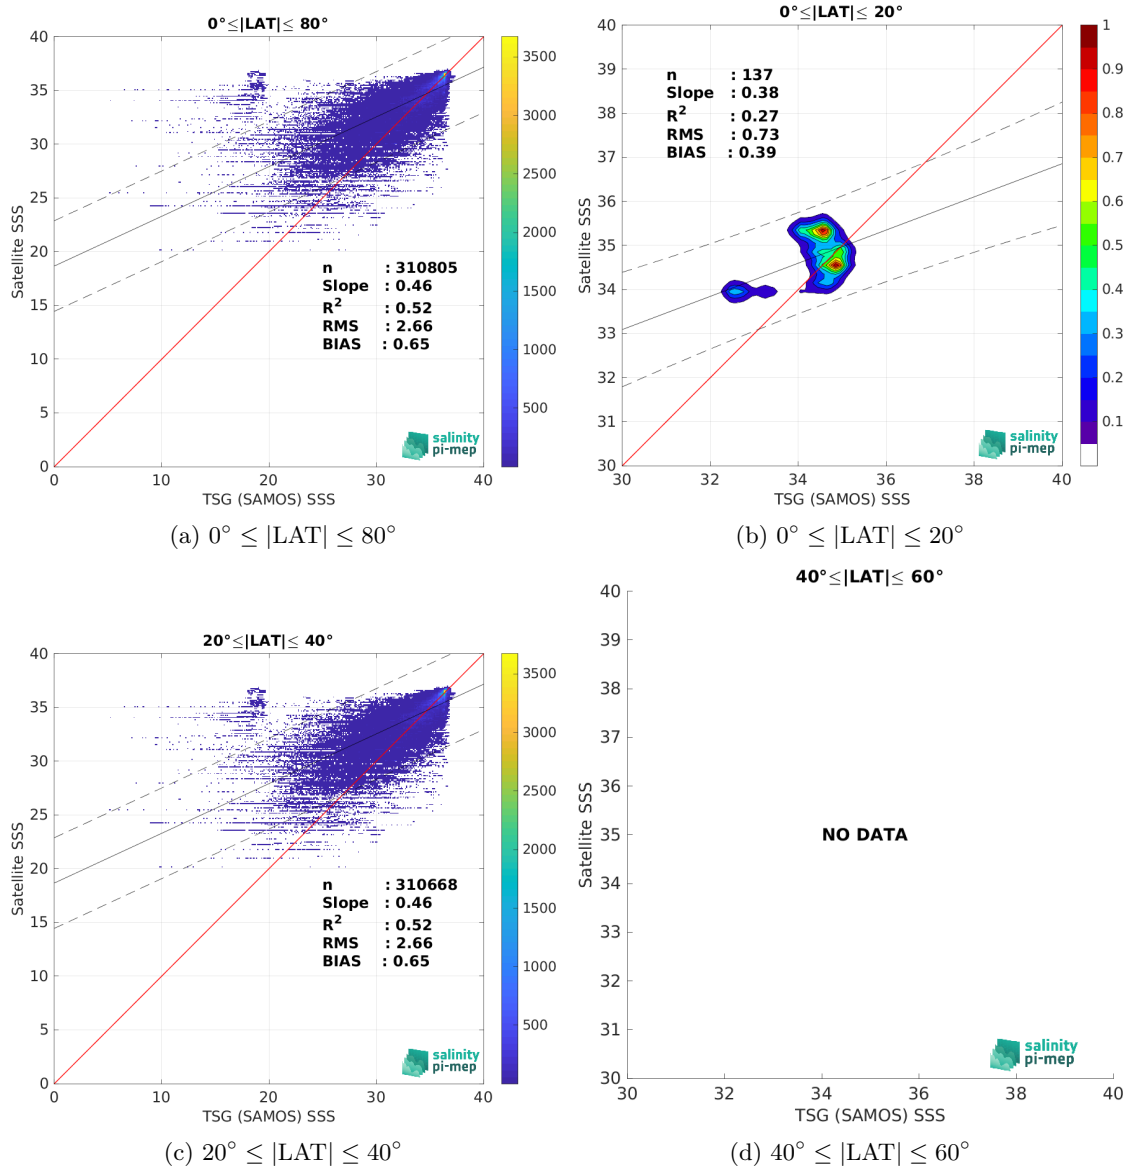 0°≤|LAT|≤ 80°
40
35
30
25
20
15
10
5
0
Satellite SSS
n : 310805
Slope : 0.46
R2 : 0.52
RMS : 2.66
BIAS : 0.65
salinity
pi-mep
0 10 20 30 40
TSG (SAMOS) SSS
3500
3000
2500
2000
1500
1000
500
(a) 0° ≤ |LAT| ≤ 80°
0°≤|LAT|≤ 20°
40
39
38
37
36
35
34
33
32
31
30
Satellite SSS
n : 137
Slope : 0.38
R2 : 0.27
RMS : 0.73
BIAS : 0.39
salinity
pi-mep
30 32 34 36 38 40
TSG (SAMOS) SSS
1
0.9
0.8
0.7
0.6
0.5
0.4
0.3
0.2
0.1
(b) 0° ≤ |LAT| ≤ 20°
20°≤|LAT|≤ 40°
40
35
30
25
20
15
10
5
0
Satellite SSS
n : 310668
Slope : 0.46
R2 : 0.52
RMS : 2.66
BIAS : 0.65
salinity
pi-mep
0 10 20 30 40
TSG (SAMOS) SSS
3500
3000
2500
2000
1500
1000
500
(c) 20° ≤ |LAT| ≤ 40°
40°≤|LAT|≤ 60°
40
39
38
37
36
35
34
33
32
31
30
Satellite SSS
NO DATA
salinity
pi-mep
30 32 34 36 38 40
TSG (SAMOS) SSS
(d) 40° ≤ |LAT| ≤ 60°